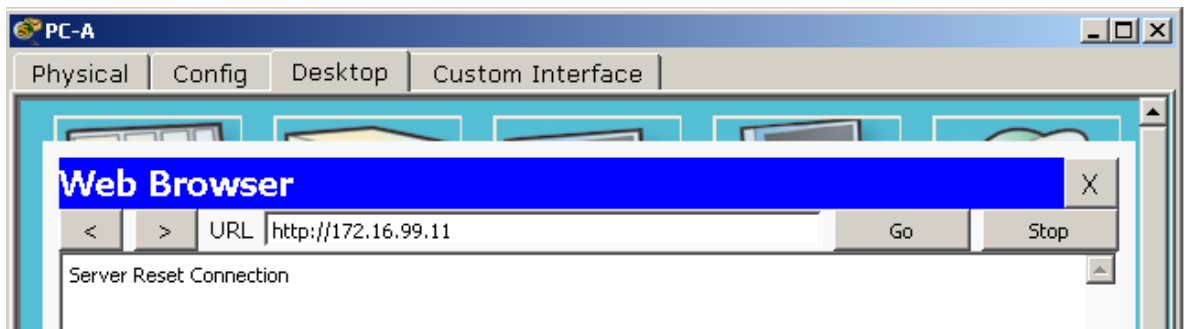 PC-A
Physical Config Desktop Custom Interface
Web Browser X
< > URL http://172.16.99.11 Go Stop
Server Reset Connection